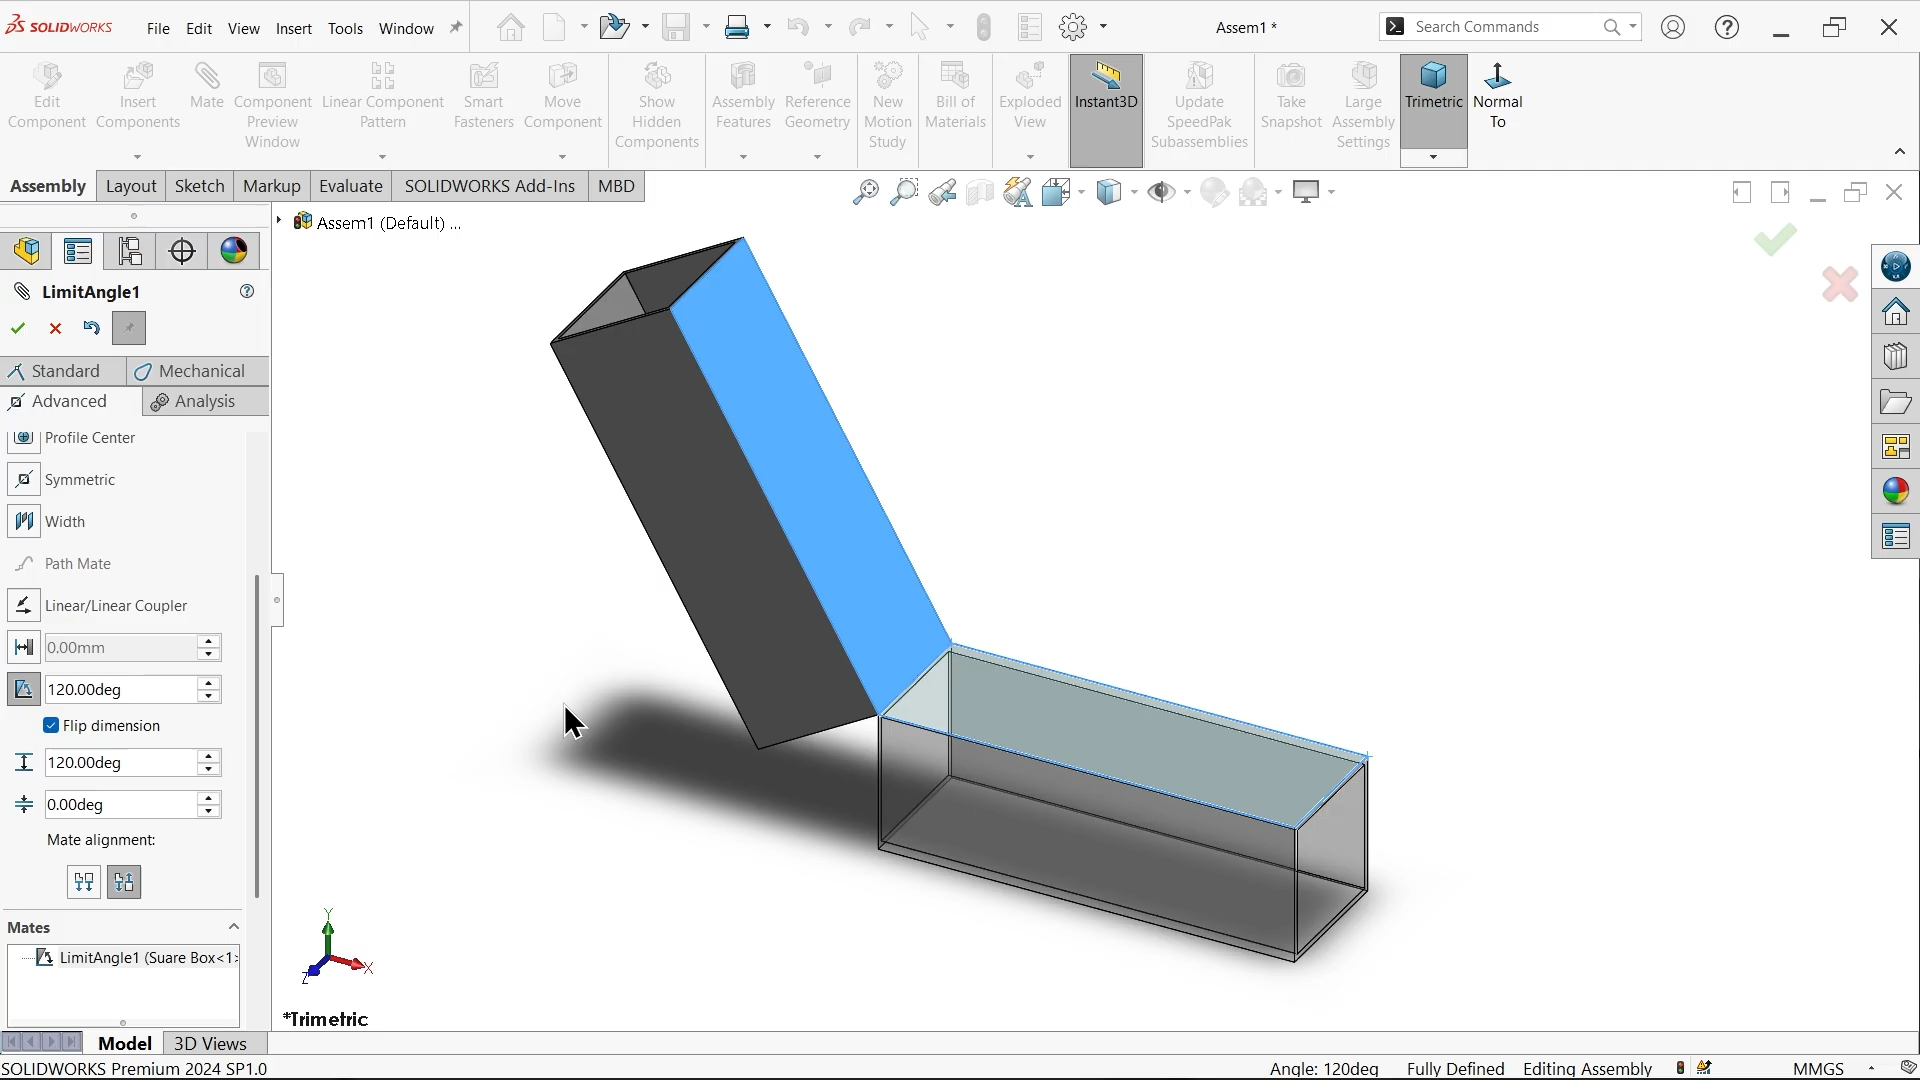 SOLIDWORKS File Edit View Insert Tools Window Assem1 * Search Commands
Edit Component
Insert Components
Mate
Component Preview Window
Linear Component Pattern
Smart Fasteners
Move Component
Show Hidden Components
Assembly Features
Reference Geometry
New Motion Study
Bill of Materials
Exploded View
Instant3D
Update SpeedPak Subassemblies
Take Snapshot
Large Assembly Settings
Trimetric
Normal To
Assembly Layout Sketch Markup Evaluate SOLIDWORKS Add-Ins MBD
Assem1 (Default) ...
LimitAngle1
Standard Mechanical
Advanced Analysis
Profile Center
Symmetric
Width
Path Mate
Linear/Linear Coupler
0.00mm
120.00deg
Flip dimension
120.00deg
0.00deg
Mate alignment:
Mates
LimitAngle1 (Suare Box<1>
Y
X
Z
*Trimetric
Model 3D Views
SOLIDWORKS Premium 2024 SP1.0 Angle: 120deg Fully Defined Editing Assembly MMGS